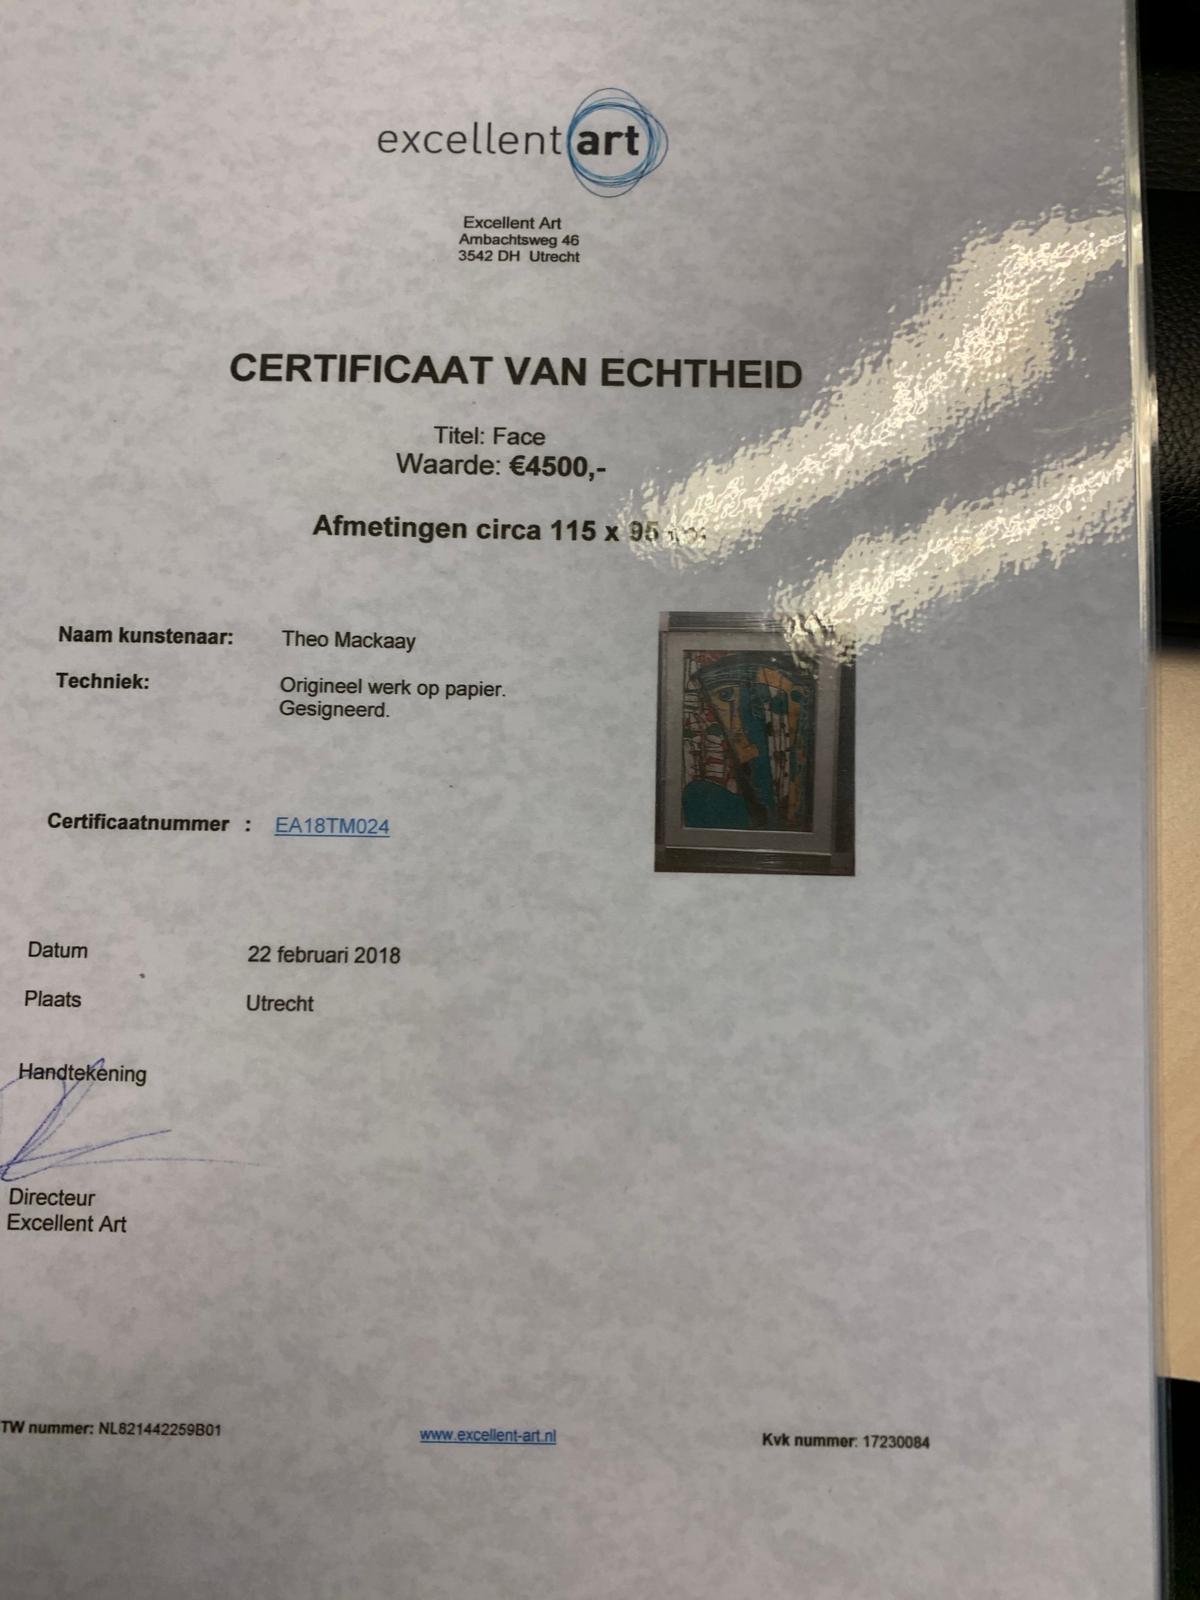 excellent art
Excellent Art
Ambachtsweg 46
3542 DH Utrecht
CERTIFICAAT VAN ECHTHEID
Titel: Face
Waarde: €4500,-
Afmetingen circa 115 x 95
Naam kunstenaar: Theo Mackaay
Techniek: Origineel werk op papier.
Gesigneerd.
Certificaatnummer : EA18TM024
Datum 22 februari 2018
Plaats Utrecht
Handtekening
Directeur
Excellent Art
TW nummer: NL821442259B01 www.excellent-art.nl Kvk nummer: 17230084